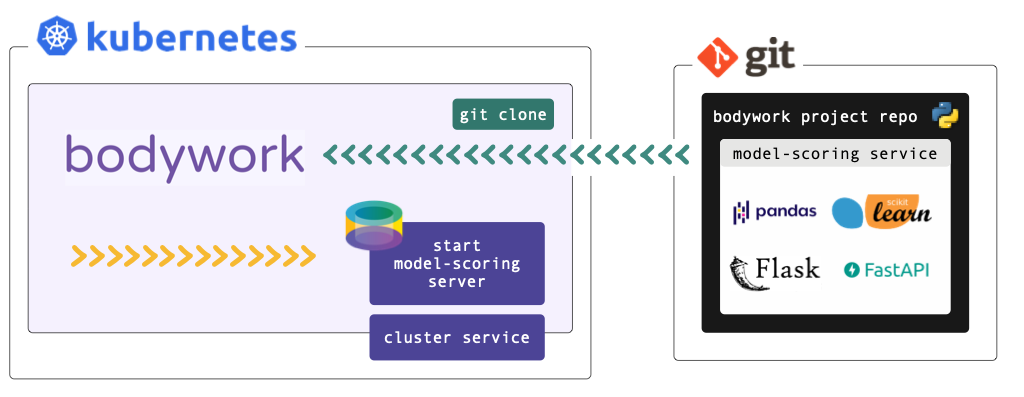 kubernetes
git clone
bodywork
start
model-scoring
server
cluster service
git
bodywork project repo
model-scoring service
pandas
scikit
learn
Flask
FastAPI